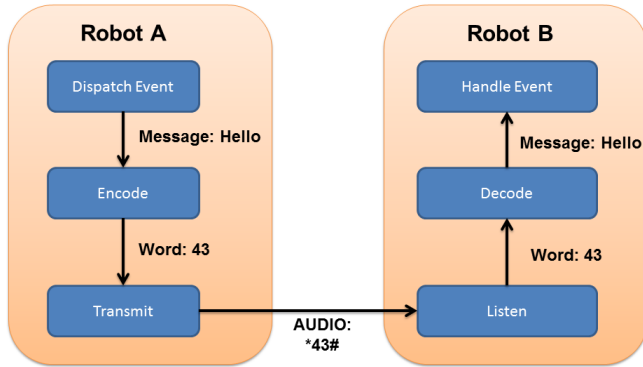 Robot A
Dispatch Event
Message: Hello
Encode
Word: 43
Transmit
AUDIO:
*43#
Robot B
Handle Event
Message: Hello
Decode
Word: 43
Listen